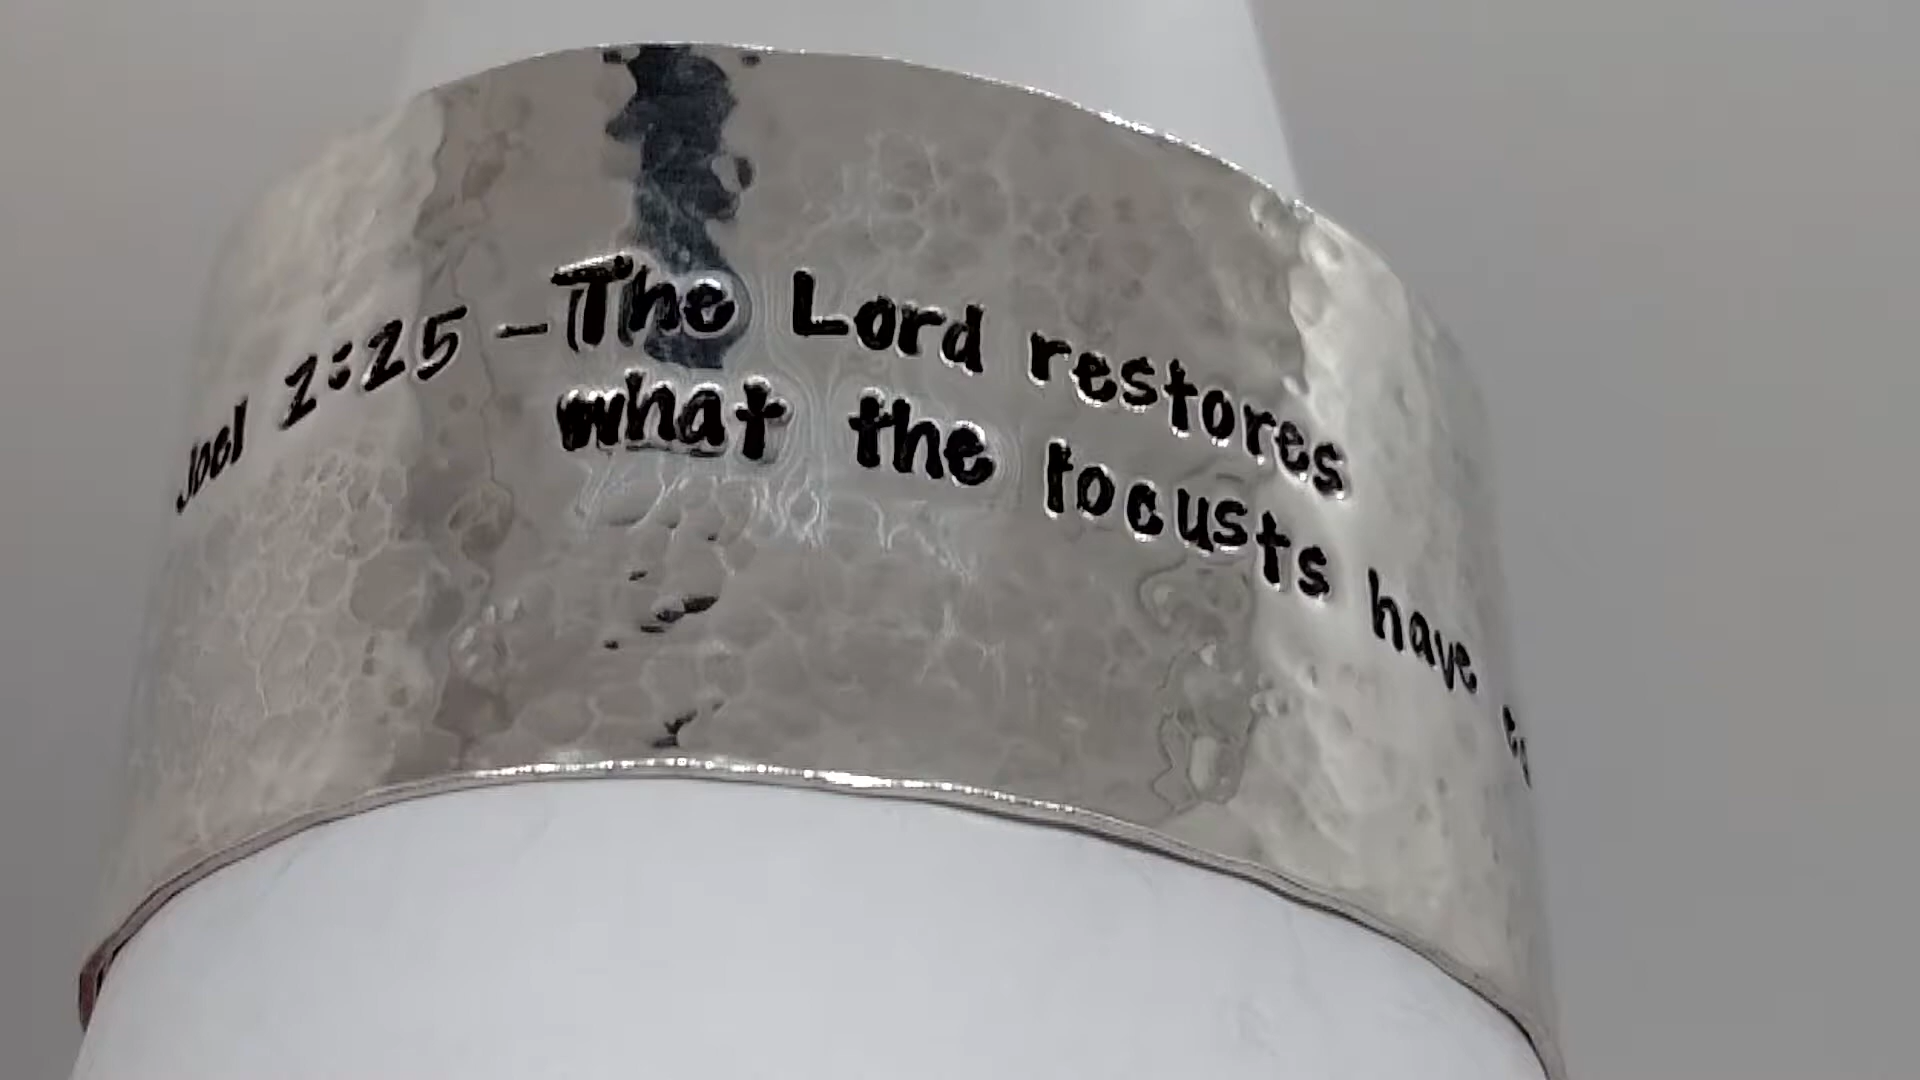 Joel 2:25 – The Lord restores
what the locusts have